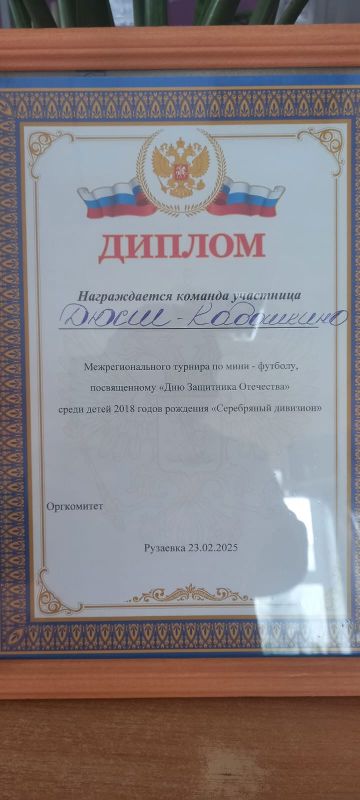 ДИПЛОМ
Награждается команда участница
ДЮСШ - Кадошкино
Межрегионального турнира по мини - футболу,
посвященному «Дню Защитника Отечества»
среди детей 2018 годов рождения «Серебряный дивизион»
Оргкомитет
Рузаевка 23.02.2025